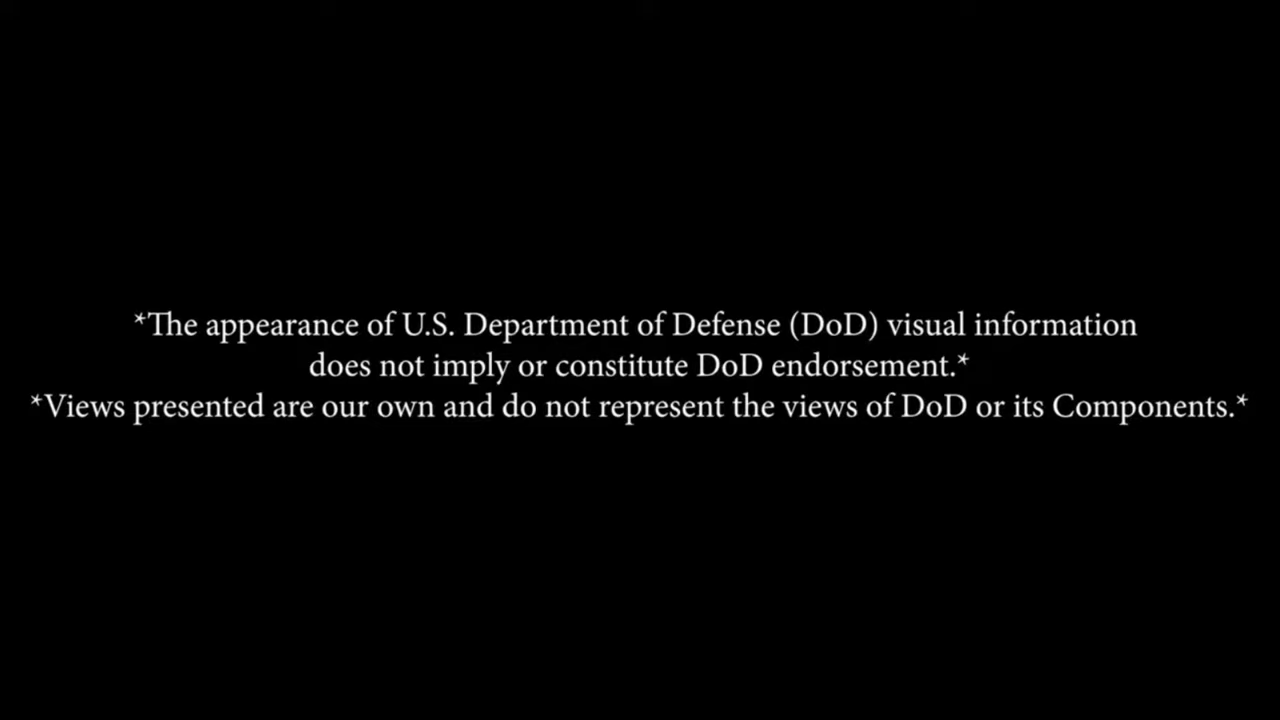 *The appearance of U.S. Department of Defense (DoD) visual information
does not imply or constitute DoD endorsement.*
*Views presented are our own and do not represent the views of DoD or its Components.*